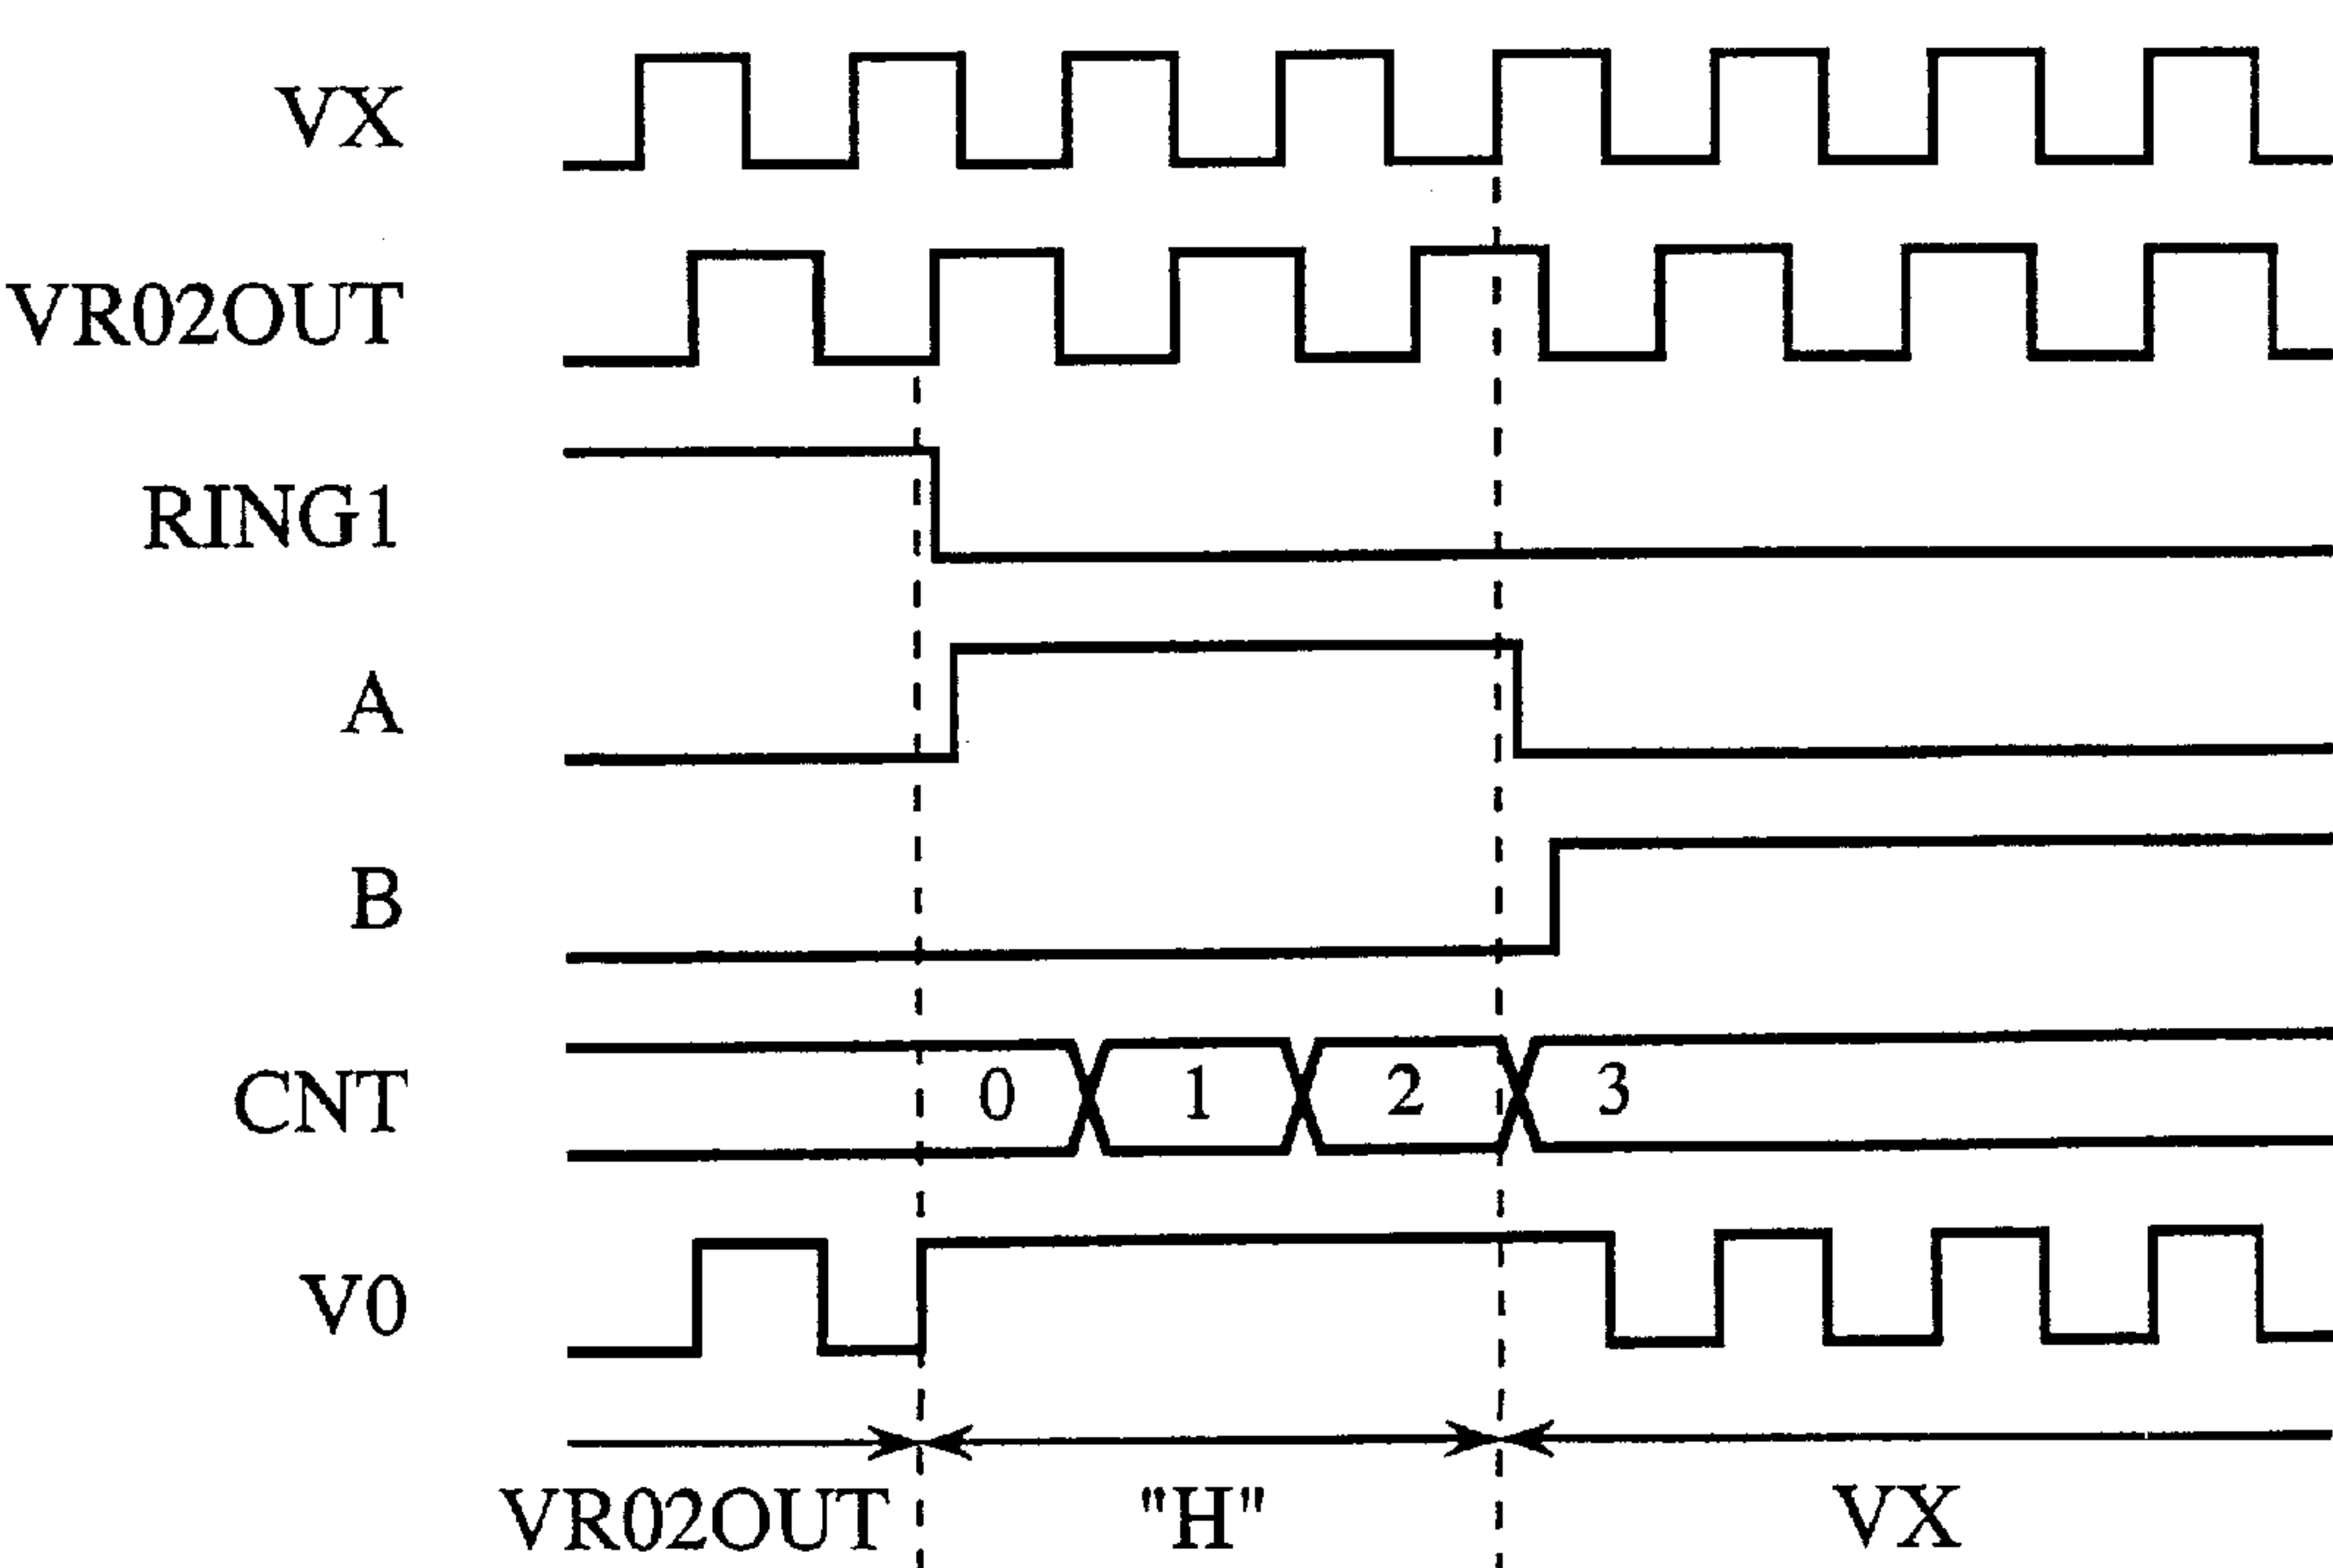 VX
VR02OUT
RING1
A
B
CNT 0 1 2 3
V0
VR02OUT "H" VX